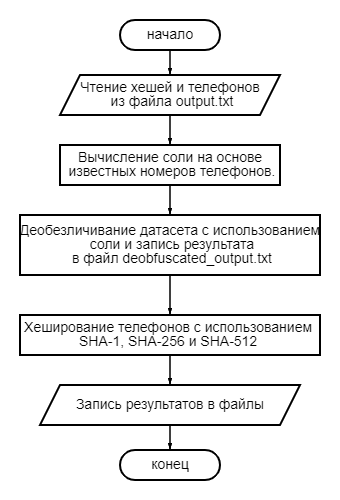 начало
Чтение хешей и телефонов
из файла output.txt
Вычисление соли на основе
известных номеров телефонов.
Деобезличивание датасета с использованием
соли и запись результата
в файл deobfuscated_output.txt
Хеширование телефонов с использованием
SHA-1, SHA-256 и SHA-512
Запись результатов в файлы
конец